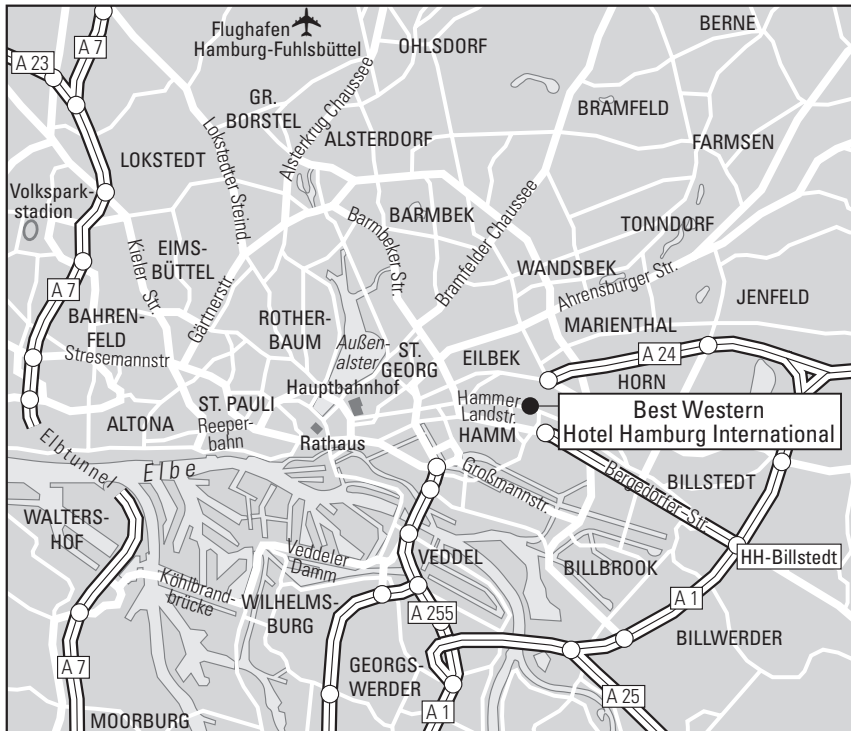 Flughafen
Hamburg-Fuhlsbüttel
OHLSDORF
BERNE
A 7
A 23
GR.
BORSTEL
Alsterkrug Chaussee
BRAMFELD
ALSTERDORF
FARMSEN
LOKSTEDT
Lokstedter Steind.
Volkspark-
stadion
BARMBEK
Barmbeker Str.
Bramfelder Chaussee
TONNDORF
EIMS-
BÜTTEL
Kieler Str.
WANDSBEK
Ahrensburger Str.
A 7
Gärtnerstr.
JENFELD
BAHREN-
FELD
ROTHER-
BAUM
MARIENTHAL
Stresemannstr
Außen-
alster
ST.
GEORG
EILBEK
A 24
Hauptbahnhof
HORN
ALTONA
ST. PAULI
Hammer
Landstr.
Best Western
Hotel Hamburg International
Reeper-
bahn
Rathaus
HAMM
Elbtunnel
Elbe
Großmannstr.
Bergedorfer Str.
BILLSTEDT
WALTERS-
HOF
Veddeler
Damm
VEDDEL
BILLBROOK
HH-Billstedt
Köhlbrand-
brücke
WILHELMS-
BURG
A 255
A 1
BILLWERDER
A 7
GEORGS-
WERDER
A 1
A 25
MOORBURG